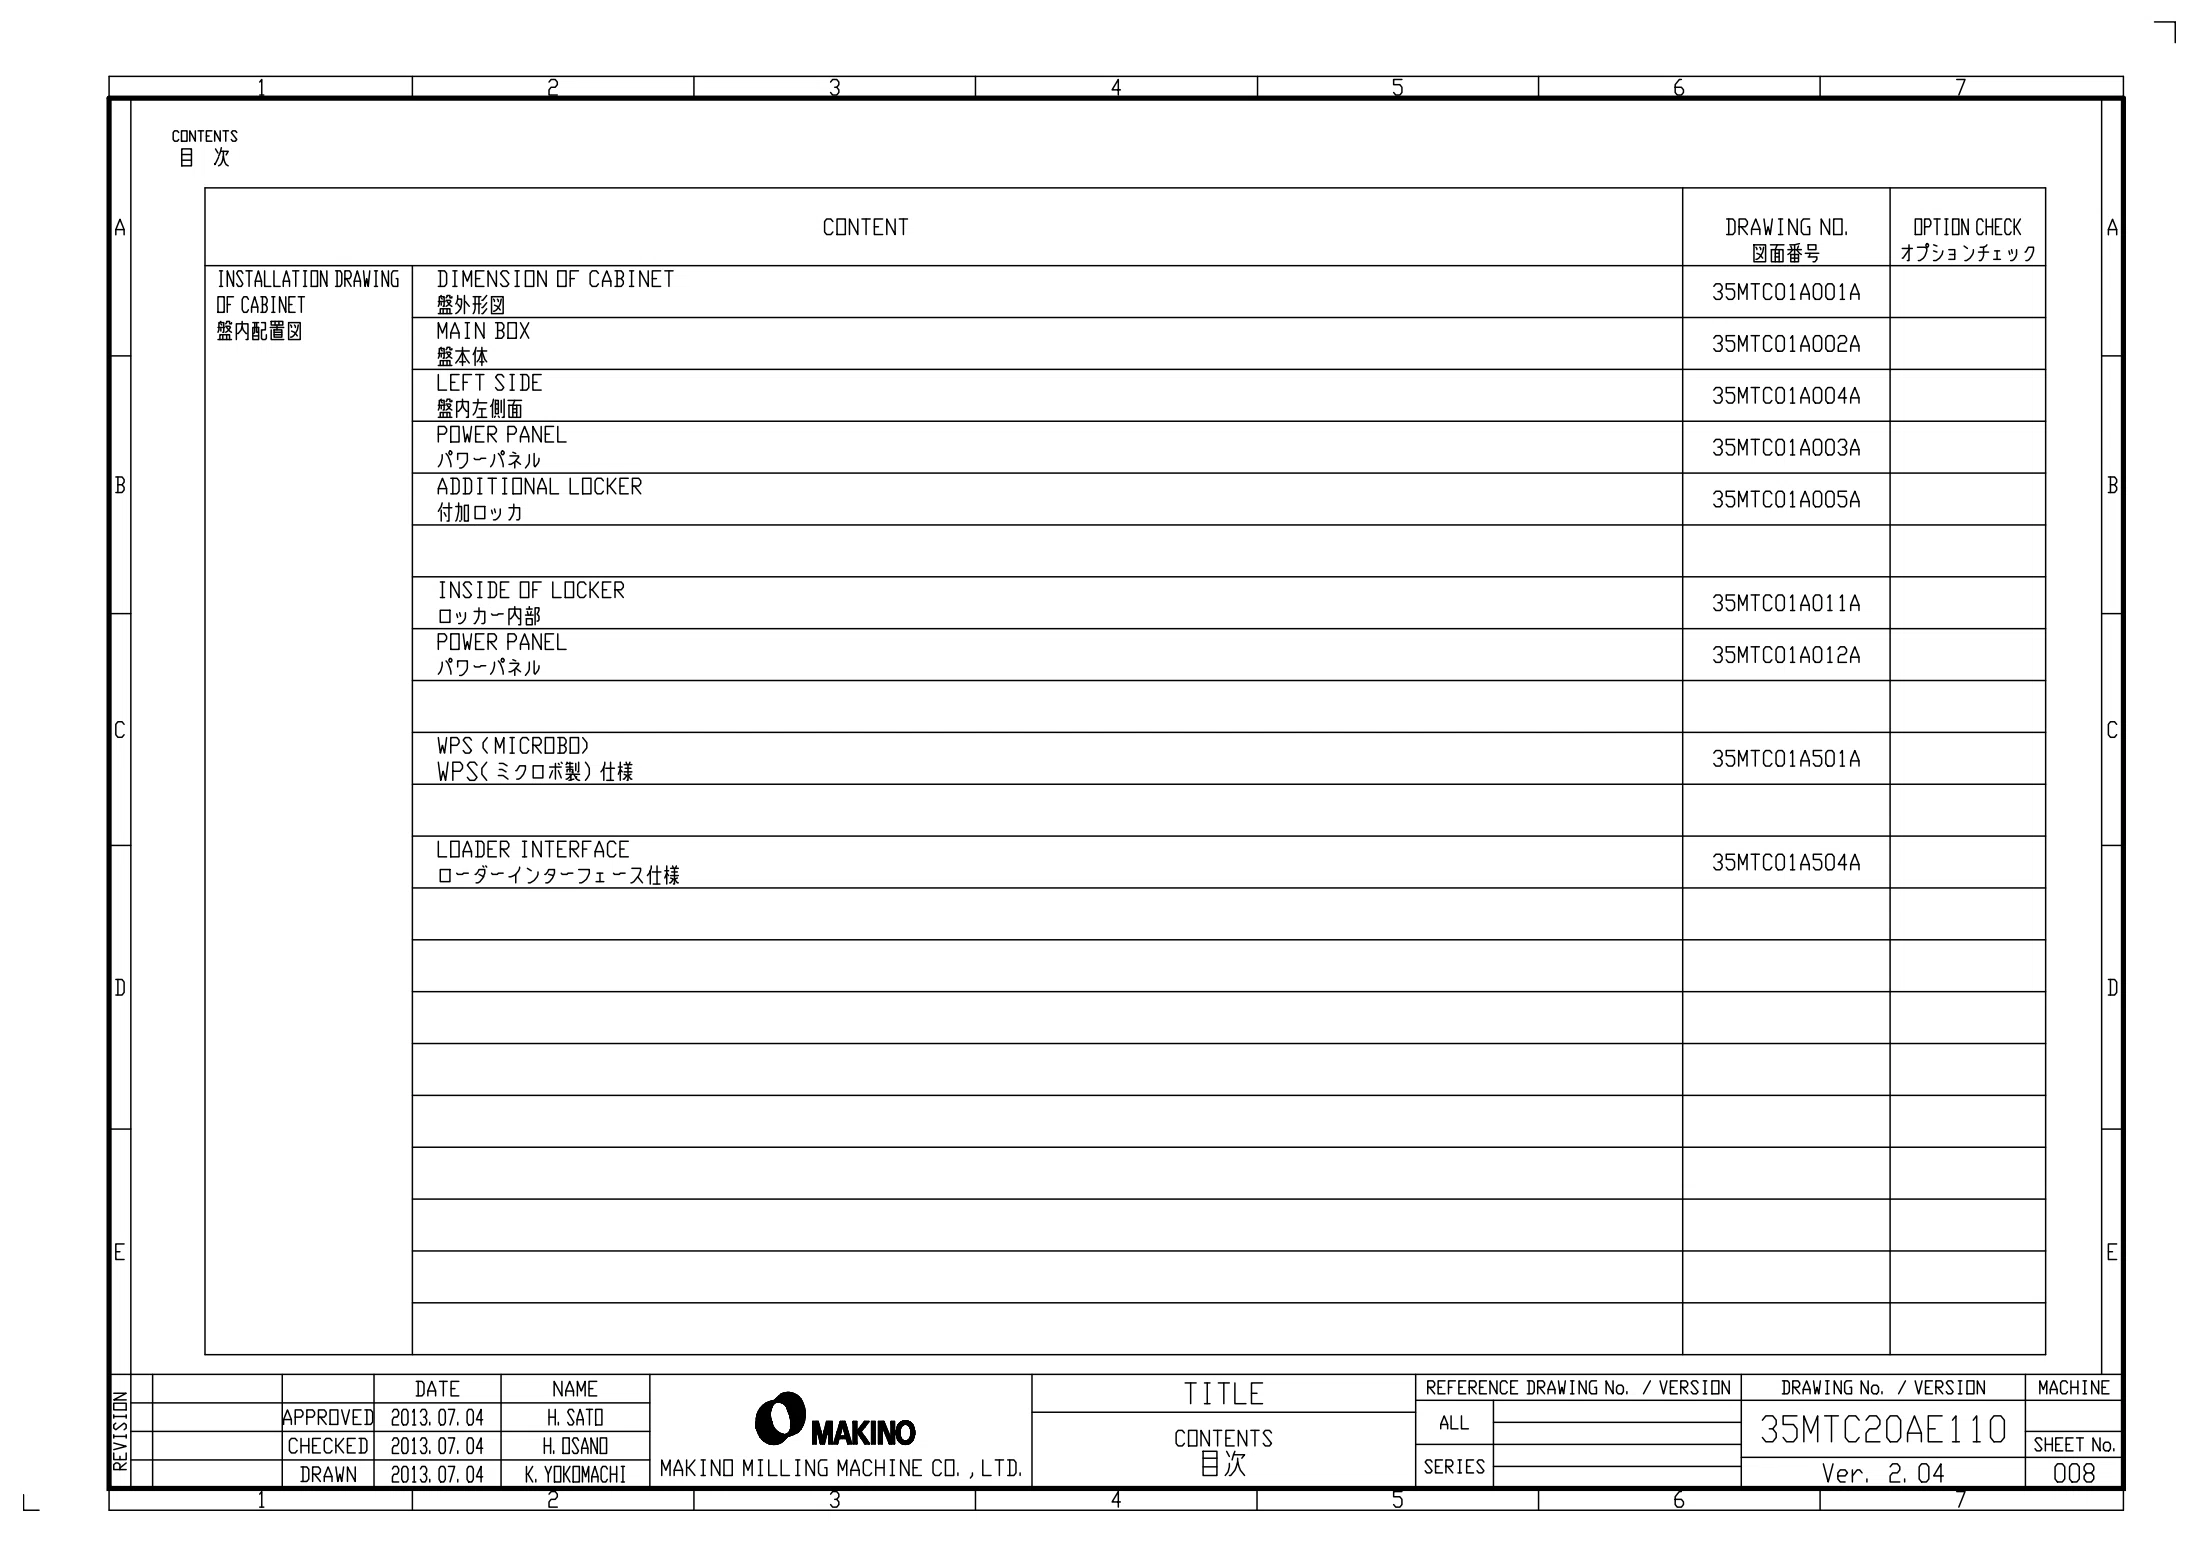 1 2 3 4 5 6 7
CONTENTS
目 次
CONTENT
DRAWING NO.
図面番号
OPTION CHECK
オプションチェック
INSTALLATION DRAWING
OF CABINET
盤内配置図
DIMENSION OF CABINET
盤外形図
35MTC01A001A
MAIN BOX
盤本体
35MTC01A002A
LEFT SIDE
盤内左側面
35MTC01A004A
POWER PANEL
パワーパネル
35MTC01A003A
ADDITIONAL LOCKER
付加ロッカ
35MTC01A005A
INSIDE OF LOCKER
ロッカー内部
35MTC01A011A
POWER PANEL
パワーパネル
35MTC01A012A
WPS (MICROBO)
WPS(ミクロボ製)仕様
35MTC01A501A
LOADER INTERFACE
ローダーインターフェース仕様
35MTC01A504A
A A
B B
C C
D D
E E
REVISION
DATE NAME
APPROVED 2013.07.04 H. SATO
CHECKED 2013.07.04 H. OSANO
DRAWN 2013.07.04 K. YOKOMACHI
MAKINO
MAKINO MILLING MACHINE CO.,LTD.
TITLE
CONTENTS
目次
REFERENCE DRAWING No. / VERSION
ALL
SERIES
DRAWING No. / VERSION
35MTC20AE110
Ver. 2.04
MACHINE
SHEET No.
008
1 2 3 4 5 6 7